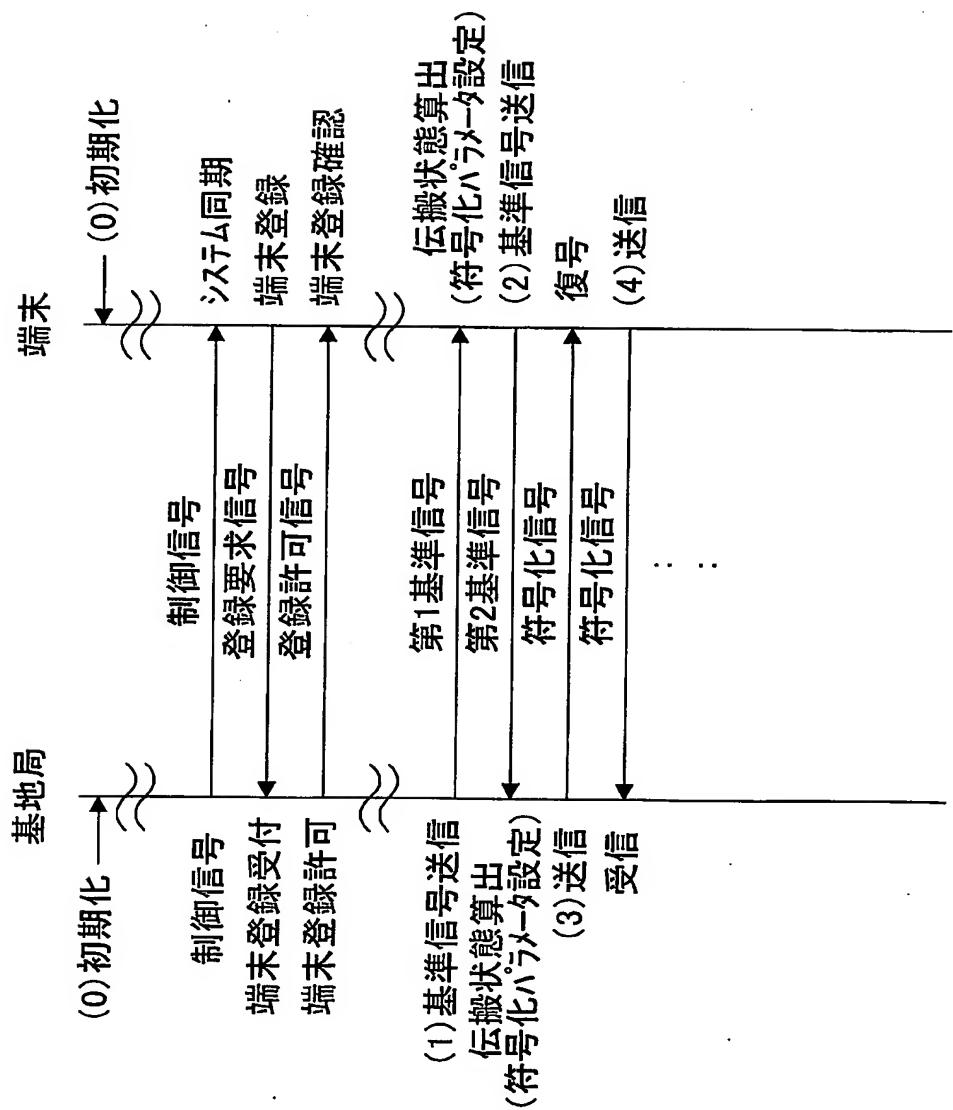 基地局
端末
(0)初期化
(0)初期化
制御信号
制御信号
システム同期
端末登録受付
登録要求信号
端末登録
端末登録許可
登録許可信号
端末登録確認
(1)基準信号送信
第1基準信号
伝搬状態算出
(符号化パラメータ設定)
伝搬状態算出
(符号化パラメータ設定)
第2基準信号
(2)基準信号送信
(3)送信
符号化信号
復号
受信
符号化信号
(4)送信